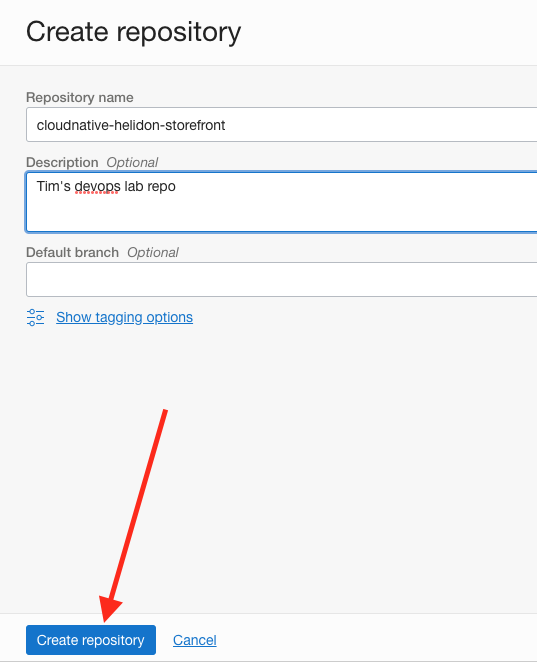 Create repository
Repository name
cloudnative-helidon-storefront
Description Optional
Tim's devops lab repo
Default branch Optional
Show tagging options
Create repository Cancel